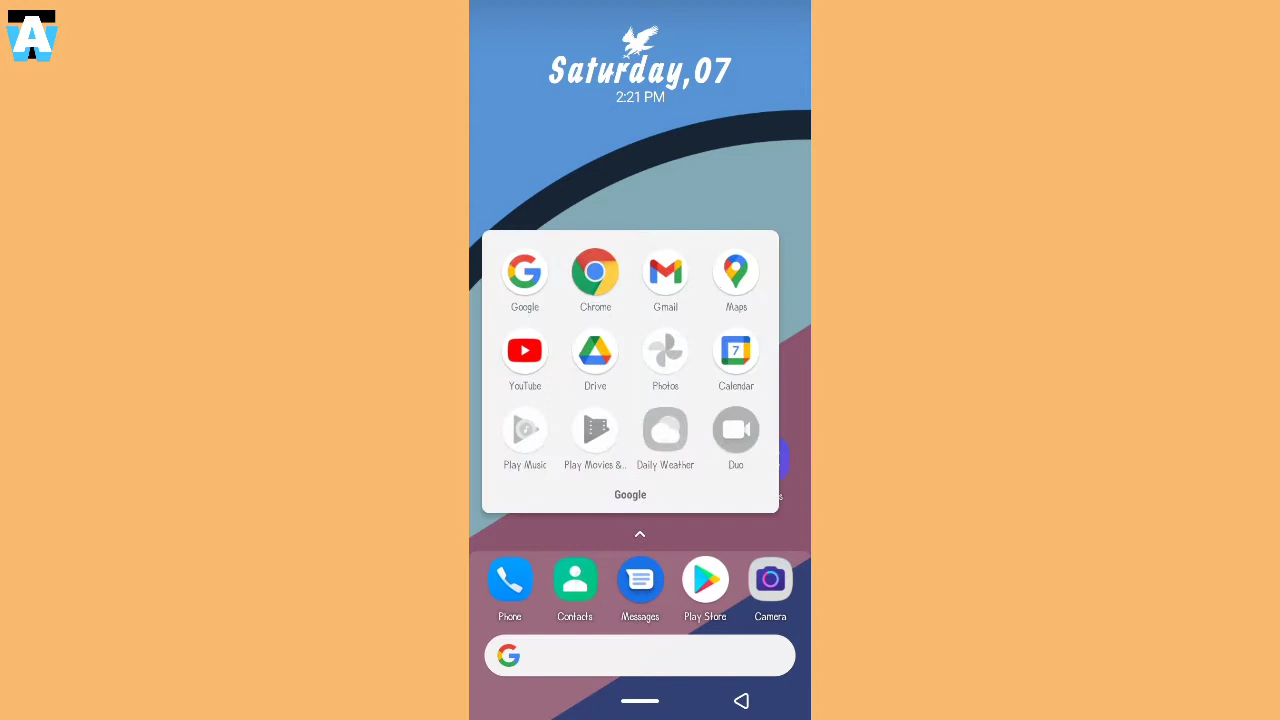 TAW
Saturday,07
2:21 PM
Google Chrome Gmail Maps
7
YouTube Drive Photos Calendar
Play Music Play Movies &.. Daily Weather Duo
Google
Phone Contacts Messages Play Store Camera